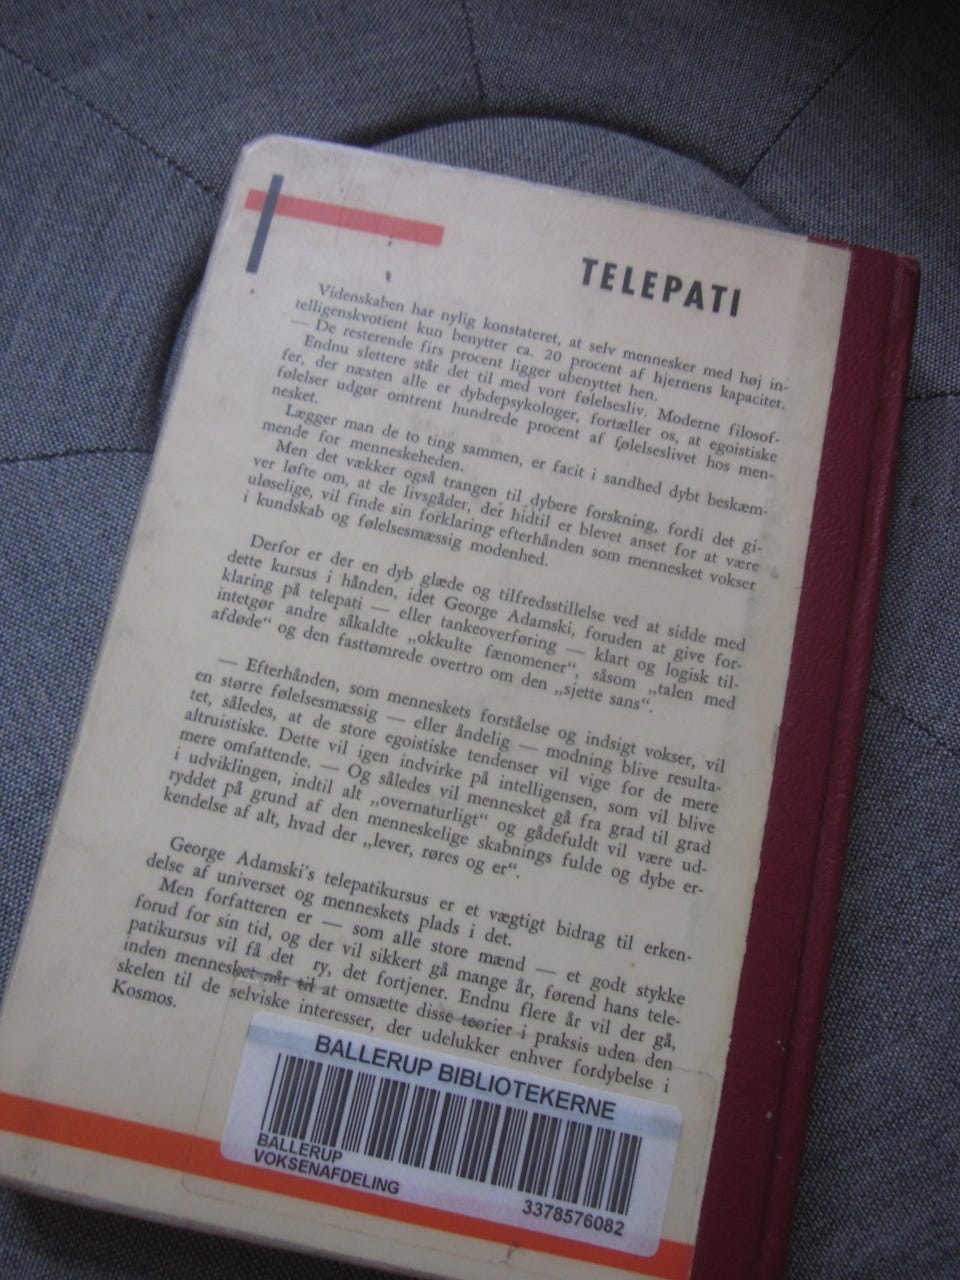 TELEPATI
Videnskaben har nylig konstateret, at selv mennesker med høj in-
telligenskvotient kun benytter ca. 20 procent af hjernens kapacitet.
— De resterende firs procent ligger ubenyttet hen.
Endnu slettere står det til med vort følelsesliv. Moderne filosof-
fer, der næsten alle er dybdepsykologer, fortæller os, at egoistiske
følelser udgør omtrent hundrede procent af følelseslivet hos men-
nesket.
Lægger man de to ting sammen, er facit i sandhed dybt beskæm-
mende for menneskeheden.
Men det vækker også trangen til dybere forskning, fordi det gi-
ver løfte om, at de livsgåder, der hidtil er blevet anset for at være
uløselige, vil finde sin forklaring efterhånden som mennesket vokser
i kundskab og følelsesmæssig modenhed.
Derfor er der en dyb glæde og tilfredsstillelse ved at sidde med
dette kursus i hånden, idet George Adamski, foruden at give for-
klaring på telepati — eller tankeoverføring — klart og logisk til-
intetgør andre såkaldte „okkulte fænomener“, såsom „talen med
afdøde“ og den fasttømrede overtro om den „sjette sans“.
— Efterhånden, som menneskets forståelse og indsigt vokser, vil
en større følelsesmæssig — eller åndelig — modning blive resulta-
tet, således, at de store egoistiske tendenser vil vige for de mere
altruistiske. Dette vil igen indvirke på intelligensen, som vil blive
mere omfattende. — Og således vil mennesket gå fra grad til grad
i udviklingen, indtil alt „overnaturligt“ og gådefuldt vil være ud-
ryddet på grund af den menneskelige skabnings fulde og dybe er-
kendelse af alt, hvad der „lever, røres og er“.
George Adamski's telepatikursus er et vægtigt bidrag til erken-
delse af universet og menneskets plads i det.
Men forfatteren er — som alle store mænd — et godt stykke
forud for sin tid, og der vil sikkert gå mange år, førend hans tele-
patikursus vil få det ry, det fortjener. Endnu flere år vil der gå,
inden mennesket når til at omsætte disse teorier i praksis uden den
skelen til de selviske interesser, der udelukker enhver fordybelse i
Kosmos.
BALLERUP BIBLIOTEKERNE
BALLERUP
VOKSENAFDELING
3378576082